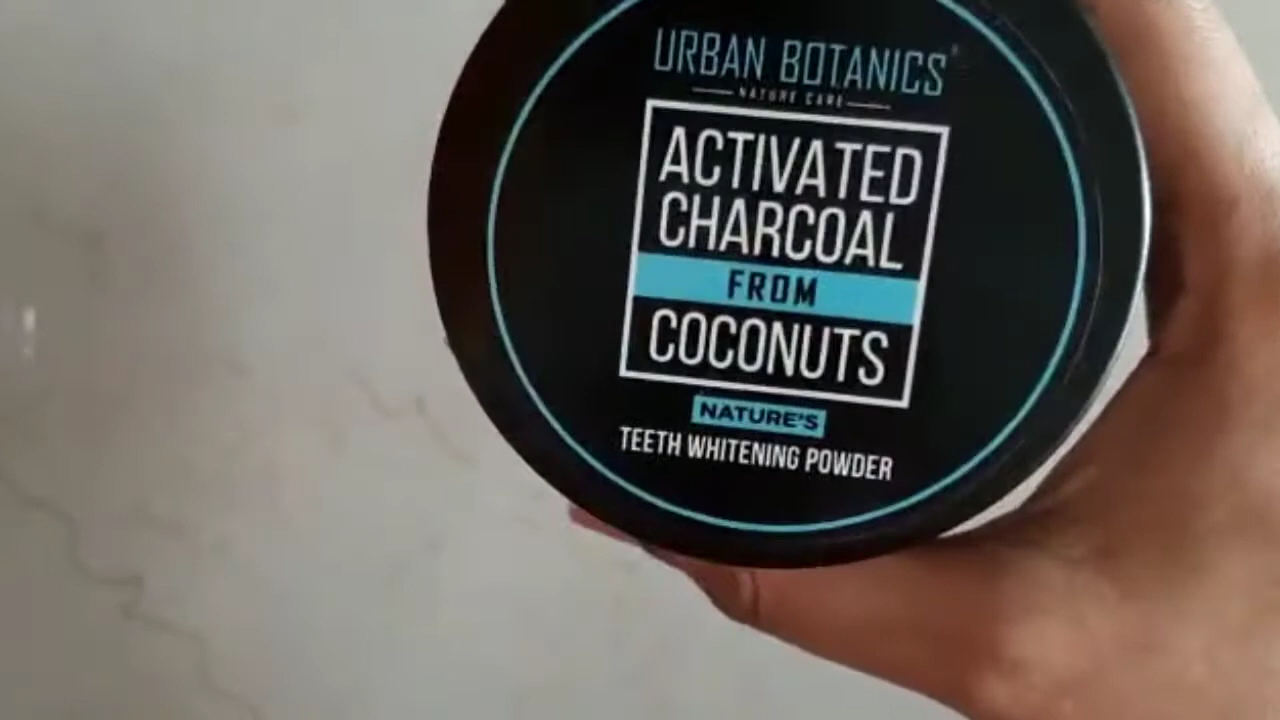 URBAN BOTANICS®
NATURE CARE
ACTIVATED
CHARCOAL
FROM
COCONUTS
NATURE'S
TEETH WHITENING POWDER